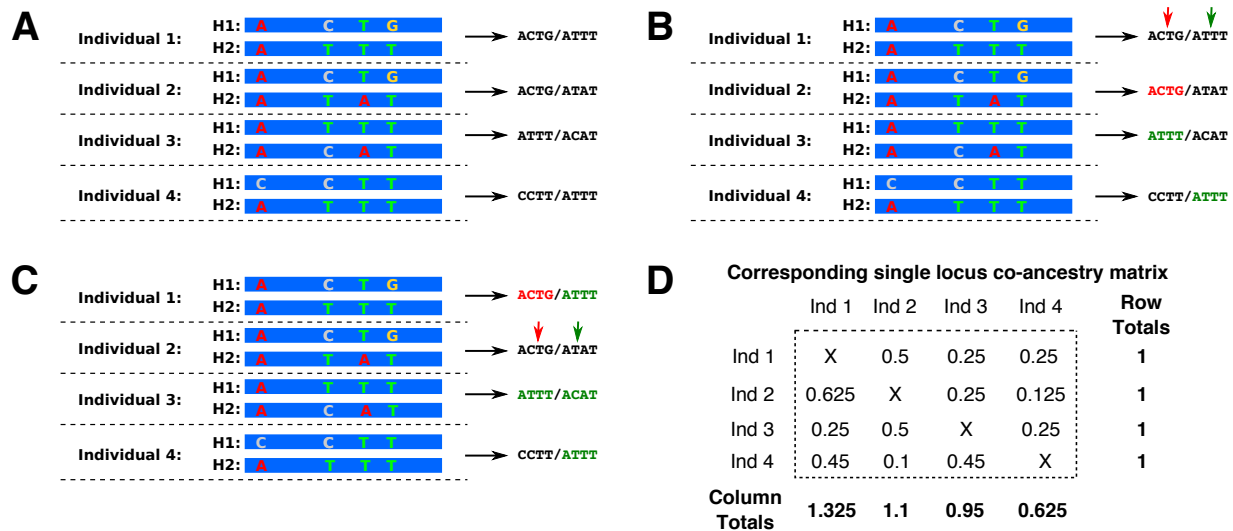 A
Individual 1: H1: A C T G ACTG/ATTT
H2: A T T T
Individual 2: H1: A C T G ACTG/ATAT
H2: A T A T
Individual 3: H1: A T T T ATTT/ACAT
H2: A C A T
Individual 4: H1: C C T T CCTT/ATTT
H2: A T T T
B
Individual 1: H1: A C T G ACTG/ATTT
H2: A T T T
Individual 2: H1: A C T G ACTG/ATAT
H2: A T A T
Individual 3: H1: A T T T ATTT/ACAT
H2: A C A T
Individual 4: H1: C C T T CCTT/ATTT
H2: A T T T
C
Individual 1: H1: A C T G ACTG/ATTT
H2: A T T T
Individual 2: H1: A C T G ACTG/ATAT
H2: A T A T
Individual 3: H1: A T T T ATTT/ACAT
H2: A C A T
Individual 4: H1: C C T T CCTT/ATTT
H2: A T T T
D
Corresponding single locus co-ancestry matrix
Ind 1 Ind 2 Ind 3 Ind 4 Row Totals
Ind 1 X 0.5 0.25 0.25 1
Ind 2 0.625 X 0.25 0.125 1
Ind 3 0.25 0.5 X 0.25 1
Ind 4 0.45 0.1 0.45 X 1
Column Totals 1.325 1.1 0.95 0.625